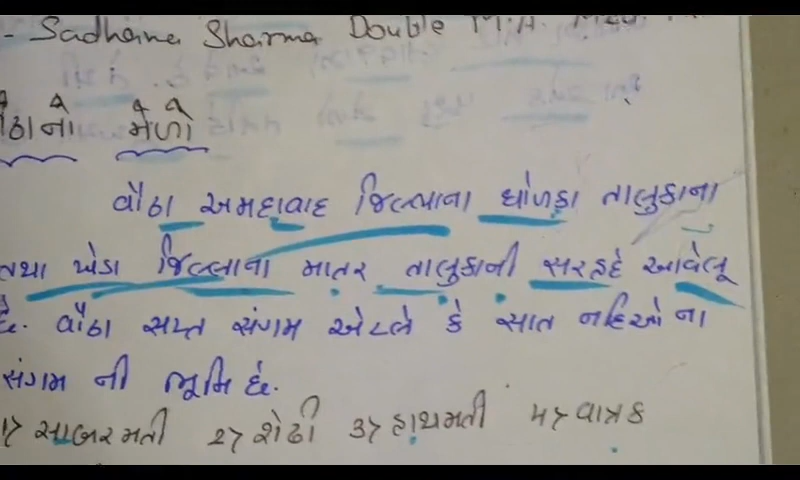 - Sadhana Sharma Double M.A. M.Ed.
વૌઠાનો મેળો
વૌઠા અમદાવાદ જિલ્લાના ધોળકા તાલુકાના
તથા ખેડા જિલ્લાના માતર તાલુકાની સરહદે આવેલૂ
છે. વૌઠા સપ્ત સંગમ એટલે કે સાત નદિઓ ના
સંગમ ની ભૂમિ છે.
1> સાબરમતી 2> શેઢી 3> હાથમતી 4> વાત્રક